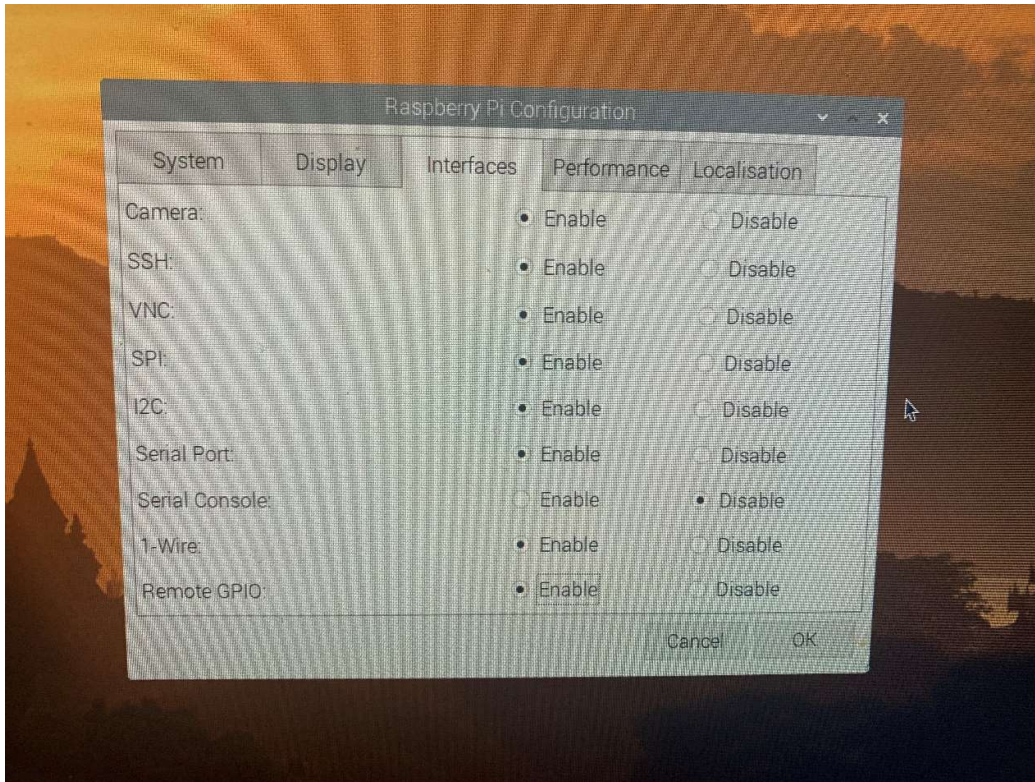 Raspberry Pi Configuration
System Display Interfaces Performance Localisation
Camera: Enable Disable
SSH: Enable Disable
VNC: Enable Disable
SPI: Enable Disable
I2C: Enable Disable
Serial Port: Enable Disable
Serial Console: Enable Disable
1-Wire: Enable Disable
Remote GPIO: Enable Disable
Cancel OK